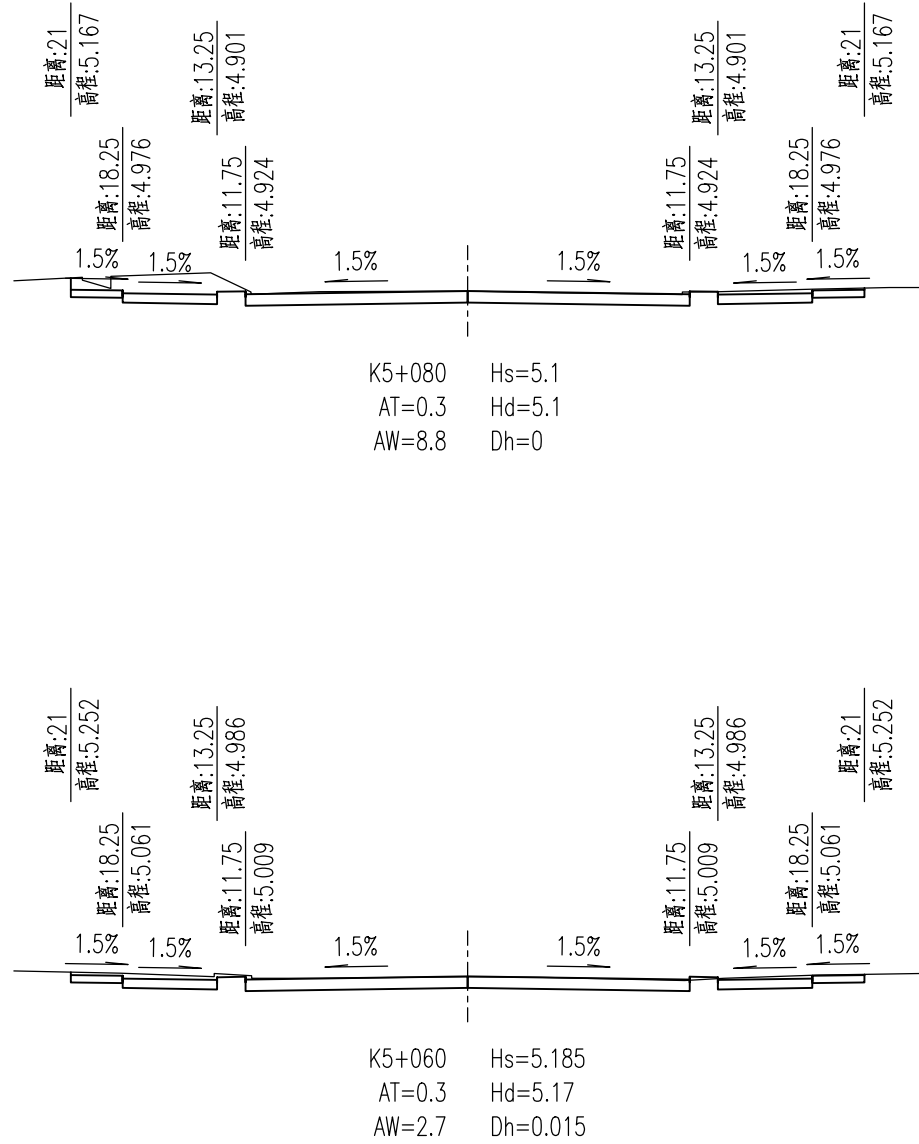 距离:21
高程:5.167
距离:18.25
高程:4.976
距离:13.25
高程:4.901
距离:11.75
高程:4.924
距离:11.75
高程:4.924
距离:13.25
高程:4.901
距离:18.25
高程:4.976
距离:21
高程:5.167
1.5%
1.5%
1.5%
1.5%
1.5%
1.5%
K5+080 Hs=5.1
AT=0.3 Hd=5.1
AW=8.8 Dh=0
距离:21
高程:5.252
距离:18.25
高程:5.061
距离:13.25
高程:4.986
距离:11.75
高程:5.009
距离:11.75
高程:5.009
距离:13.25
高程:4.986
距离:18.25
高程:5.061
距离:21
高程:5.252
1.5%
1.5%
1.5%
1.5%
1.5%
1.5%
K5+060 Hs=5.185
AT=0.3 Hd=5.17
AW=2.7 Dh=0.015